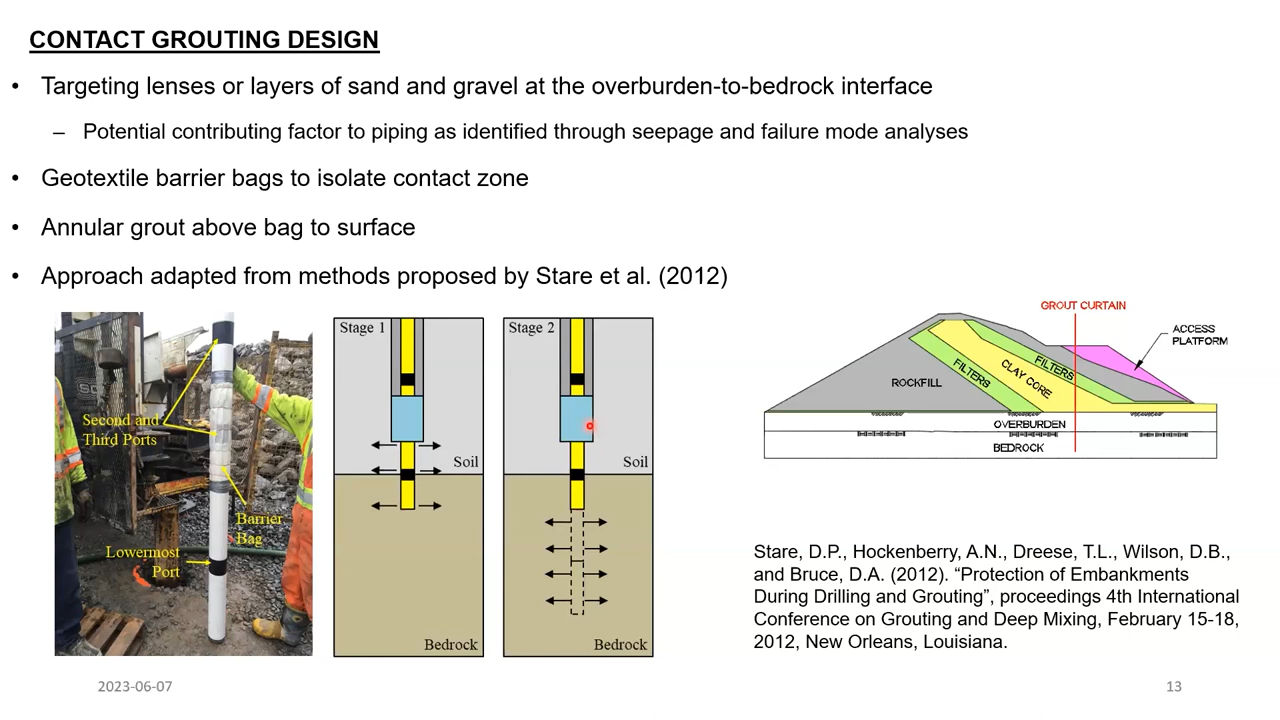 CONTACT GROUTING DESIGN
• Targeting lenses or layers of sand and gravel at the overburden-to-bedrock interface
– Potential contributing factor to piping as identified through seepage and failure mode analyses
• Geotextile barrier bags to isolate contact zone
• Annular grout above bag to surface
• Approach adapted from methods proposed by Stare et al. (2012)
Second and
Third Ports
Barrier
Bag
Lowermost
Port
Stage 1
Soil
Bedrock
Stage 2
Soil
Bedrock
GROUT CURTAIN
ACCESS
PLATFORM
ROCKFILL
FILTERS
CLAY CORE
FILTERS
OVERBURDEN
BEDROCK
Stare, D.P., Hockenberry, A.N., Dreese, T.L., Wilson, D.B.,
and Bruce, D.A. (2012). “Protection of Embankments
During Drilling and Grouting”, proceedings 4th International
Conference on Grouting and Deep Mixing, February 15-18,
2012, New Orleans, Louisiana.
2023-06-07
13